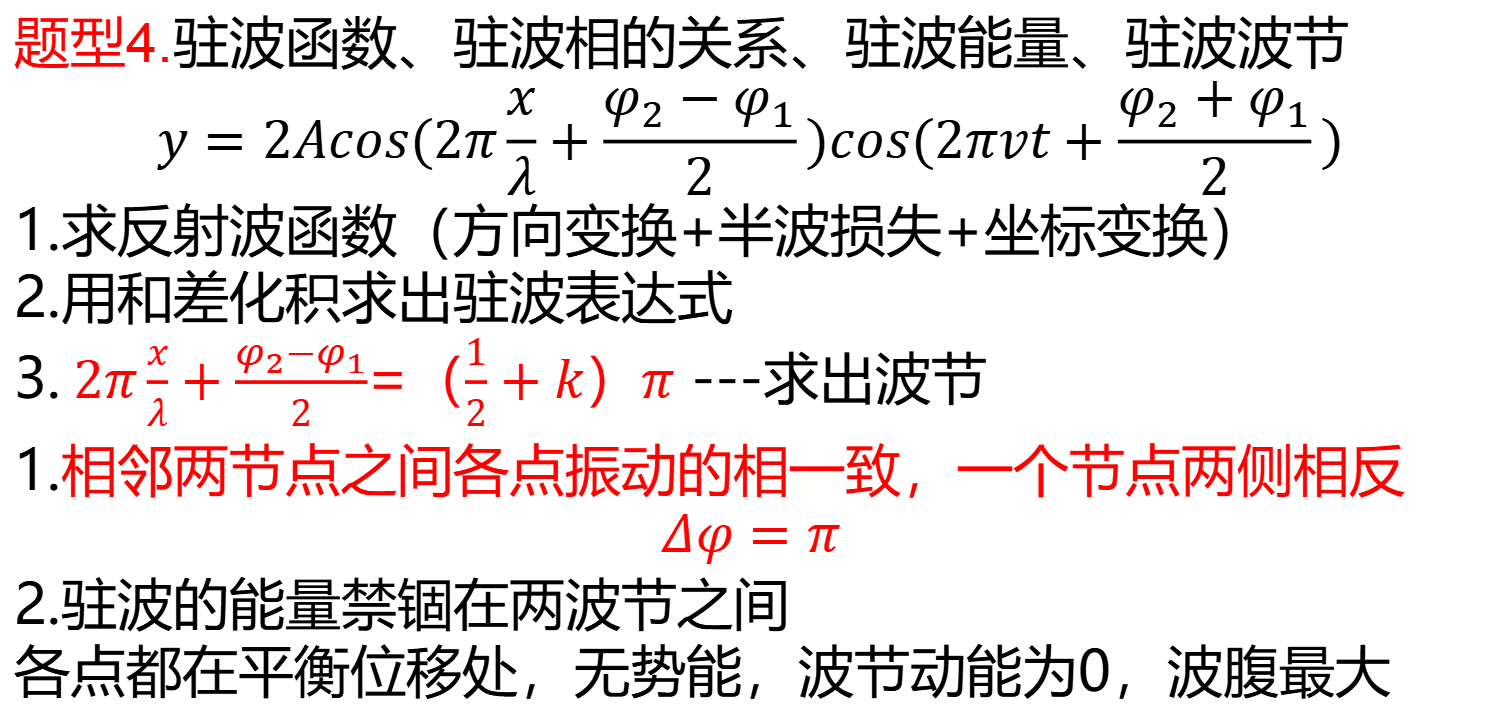 题型4.驻波函数、驻波相的关系、驻波能量、驻波波节
y = 2Acos(2π\frac{x}{λ} + \frac{φ₂ − φ₁}{2})cos(2πνt + \frac{φ₂ + φ₁}{2})
1.求反射波函数（方向变换+半波损失+坐标变换）
2.用和差化积求出驻波表达式
3. 2π\frac{x}{λ} + \frac{φ₂−φ₁}{2}=（\frac{1}{2} + k）π ---求出波节
1.相邻两节点之间各点振动的相一致，一个节点两侧相反
Δφ = π
2.驻波的能量禁锢在两波节之间
各点都在平衡位移处，无势能，波节动能为0，波腹最大